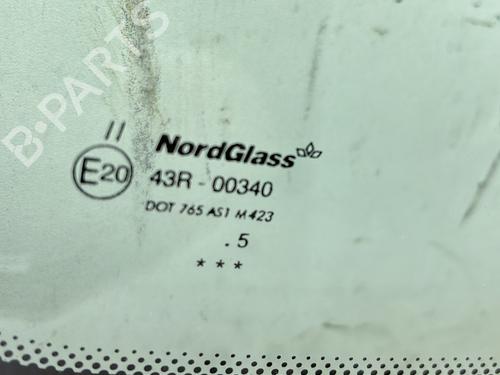 B-PARTS
II
NordGlass
E20 43R - 00340
DOT 765 AS1 M423
. 5
* * *